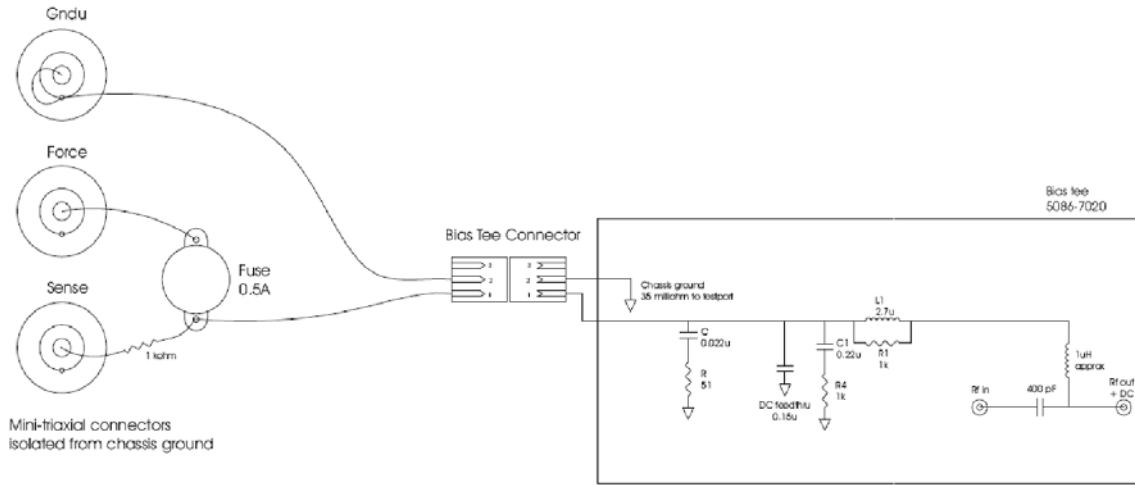 Gndu
Force
Sense
Fuse
0.5A
1 kohm
Mini-triaxial connectors
isolated from chassis ground
Bias Tee Connector
3
2
1
3
2
1
Bias tee
5086-7020
Chassis ground
35 milliohm to testport
C
0.022u
R
51
DC feedthru
0.15u
C1
0.22u
R4
1k
L1
2.7u
R1
1k
1uH
approx
Rf in
400 pF
Rf out
+ DC